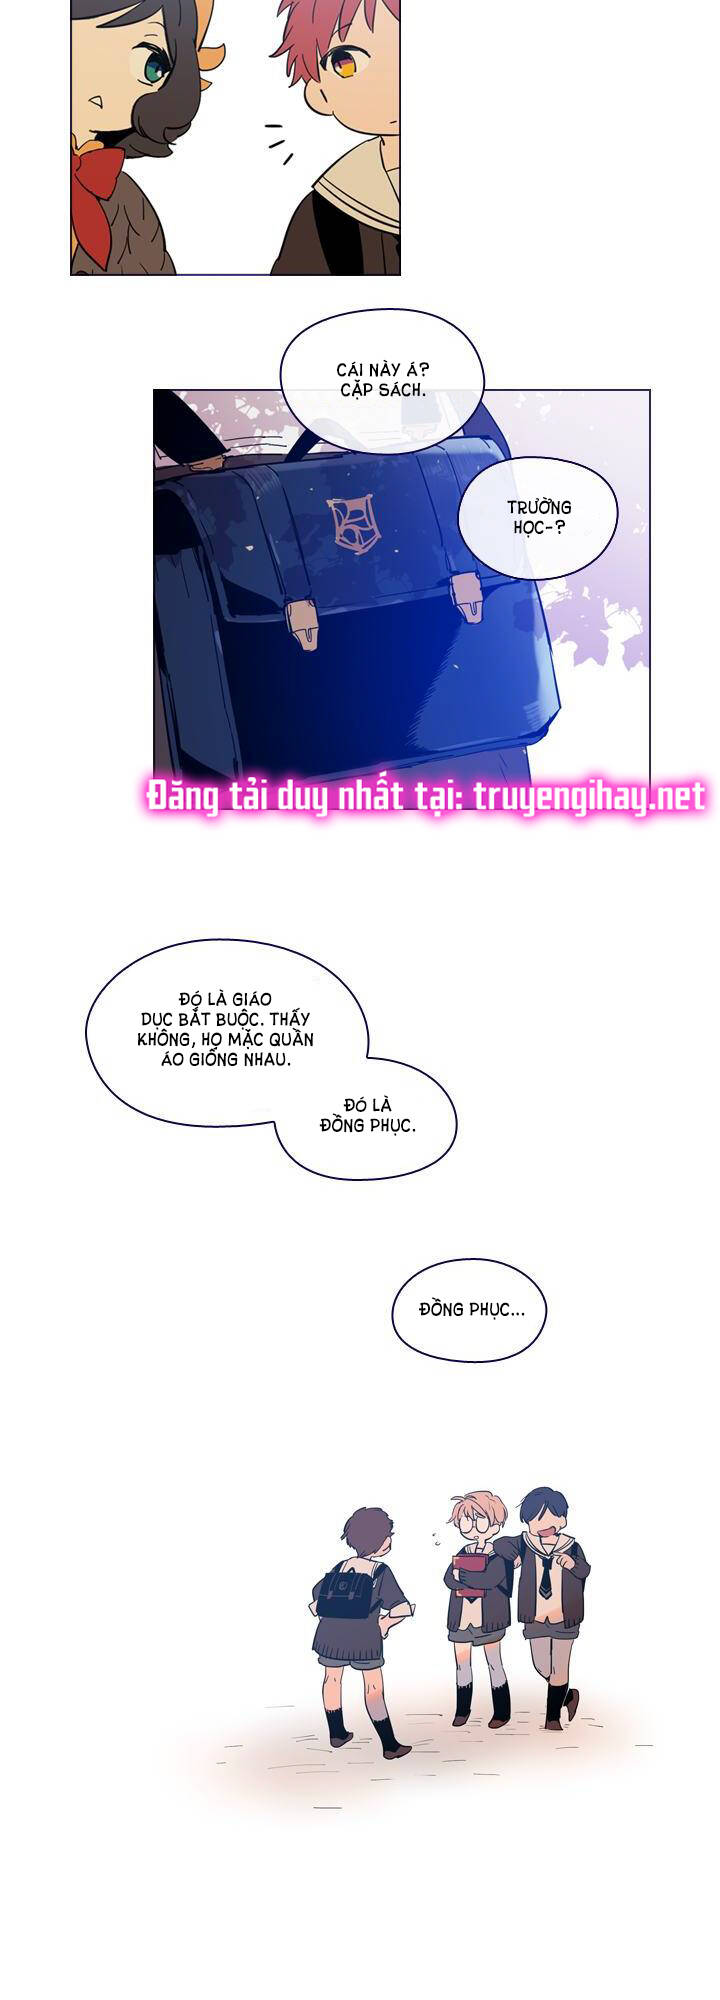 CÁI NÀY Á?
CẶP SÁCH.
TRƯỜNG
HỌC-?
Đăng tải duy nhất tại: truyengihay.net
ĐÓ LÀ GIÁO
DỤC BẮT BUỘC. THẤY
KHÔNG, HỌ MẶC QUẦN
ÁO GIỐNG NHAU.
ĐÓ LÀ
ĐỒNG PHỤC.
ĐỒNG PHỤC...